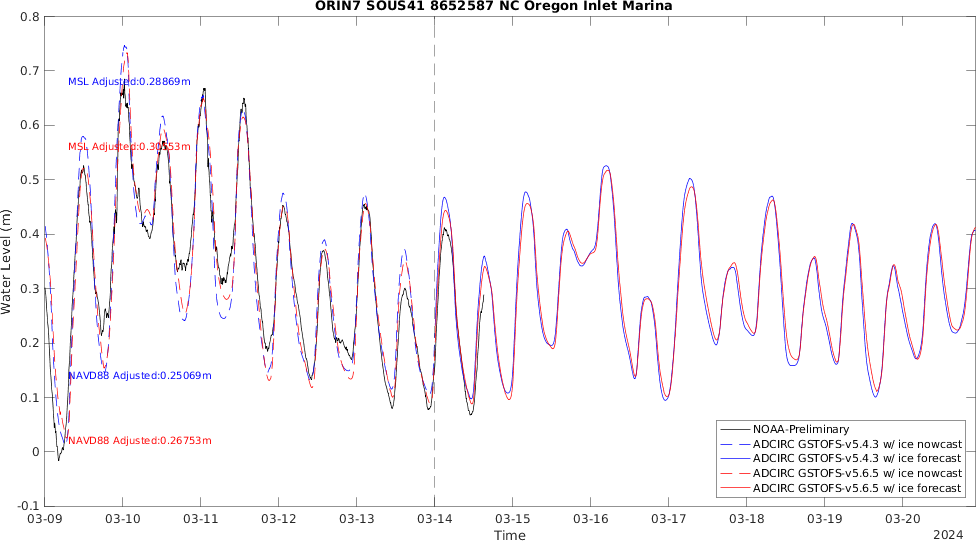 ORIN7 SOUS41 8652587 NC Oregon Inlet Marina
0.8
0.7
0.6
0.5
0.4
0.3
0.2
0.1
0
-0.1
Water Level (m)
MSL Adjusted:0.28869m
MSL Adjusted:0.30553m
NAVD88 Adjusted:0.25069m
NAVD88 Adjusted:0.26753m
NOAA-Preliminary
ADCIRC GSTOFS-v5.4.3 w/ ice nowcast
ADCIRC GSTOFS-v5.4.3 w/ ice forecast
ADCIRC GSTOFS-v5.6.5 w/ ice nowcast
ADCIRC GSTOFS-v5.6.5 w/ ice forecast
03-09 03-10 03-11 03-12 03-13 03-14 03-15 03-16 03-17 03-18 03-19 03-20
Time
2024